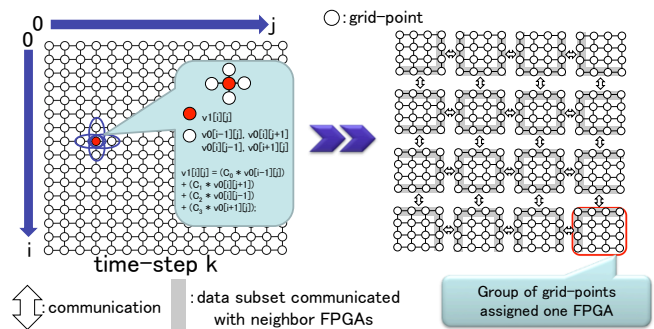 0
j
○: grid-point
0
v1[i][j]
v0[i-1][j], v0[i][j+1]
v0[i][j-1], v0[i+1][j]
v1[i][j] = (C0 * v0[i-1][j])
+ (C1 * v0[i][j+1])
+ (C2 * v0[i][j-1])
+ (C3 * v0[i+1][j]);
i
time-step k
: communication
: data subset communicated
with neighbor FPGAs
Group of grid-points
assigned one FPGA